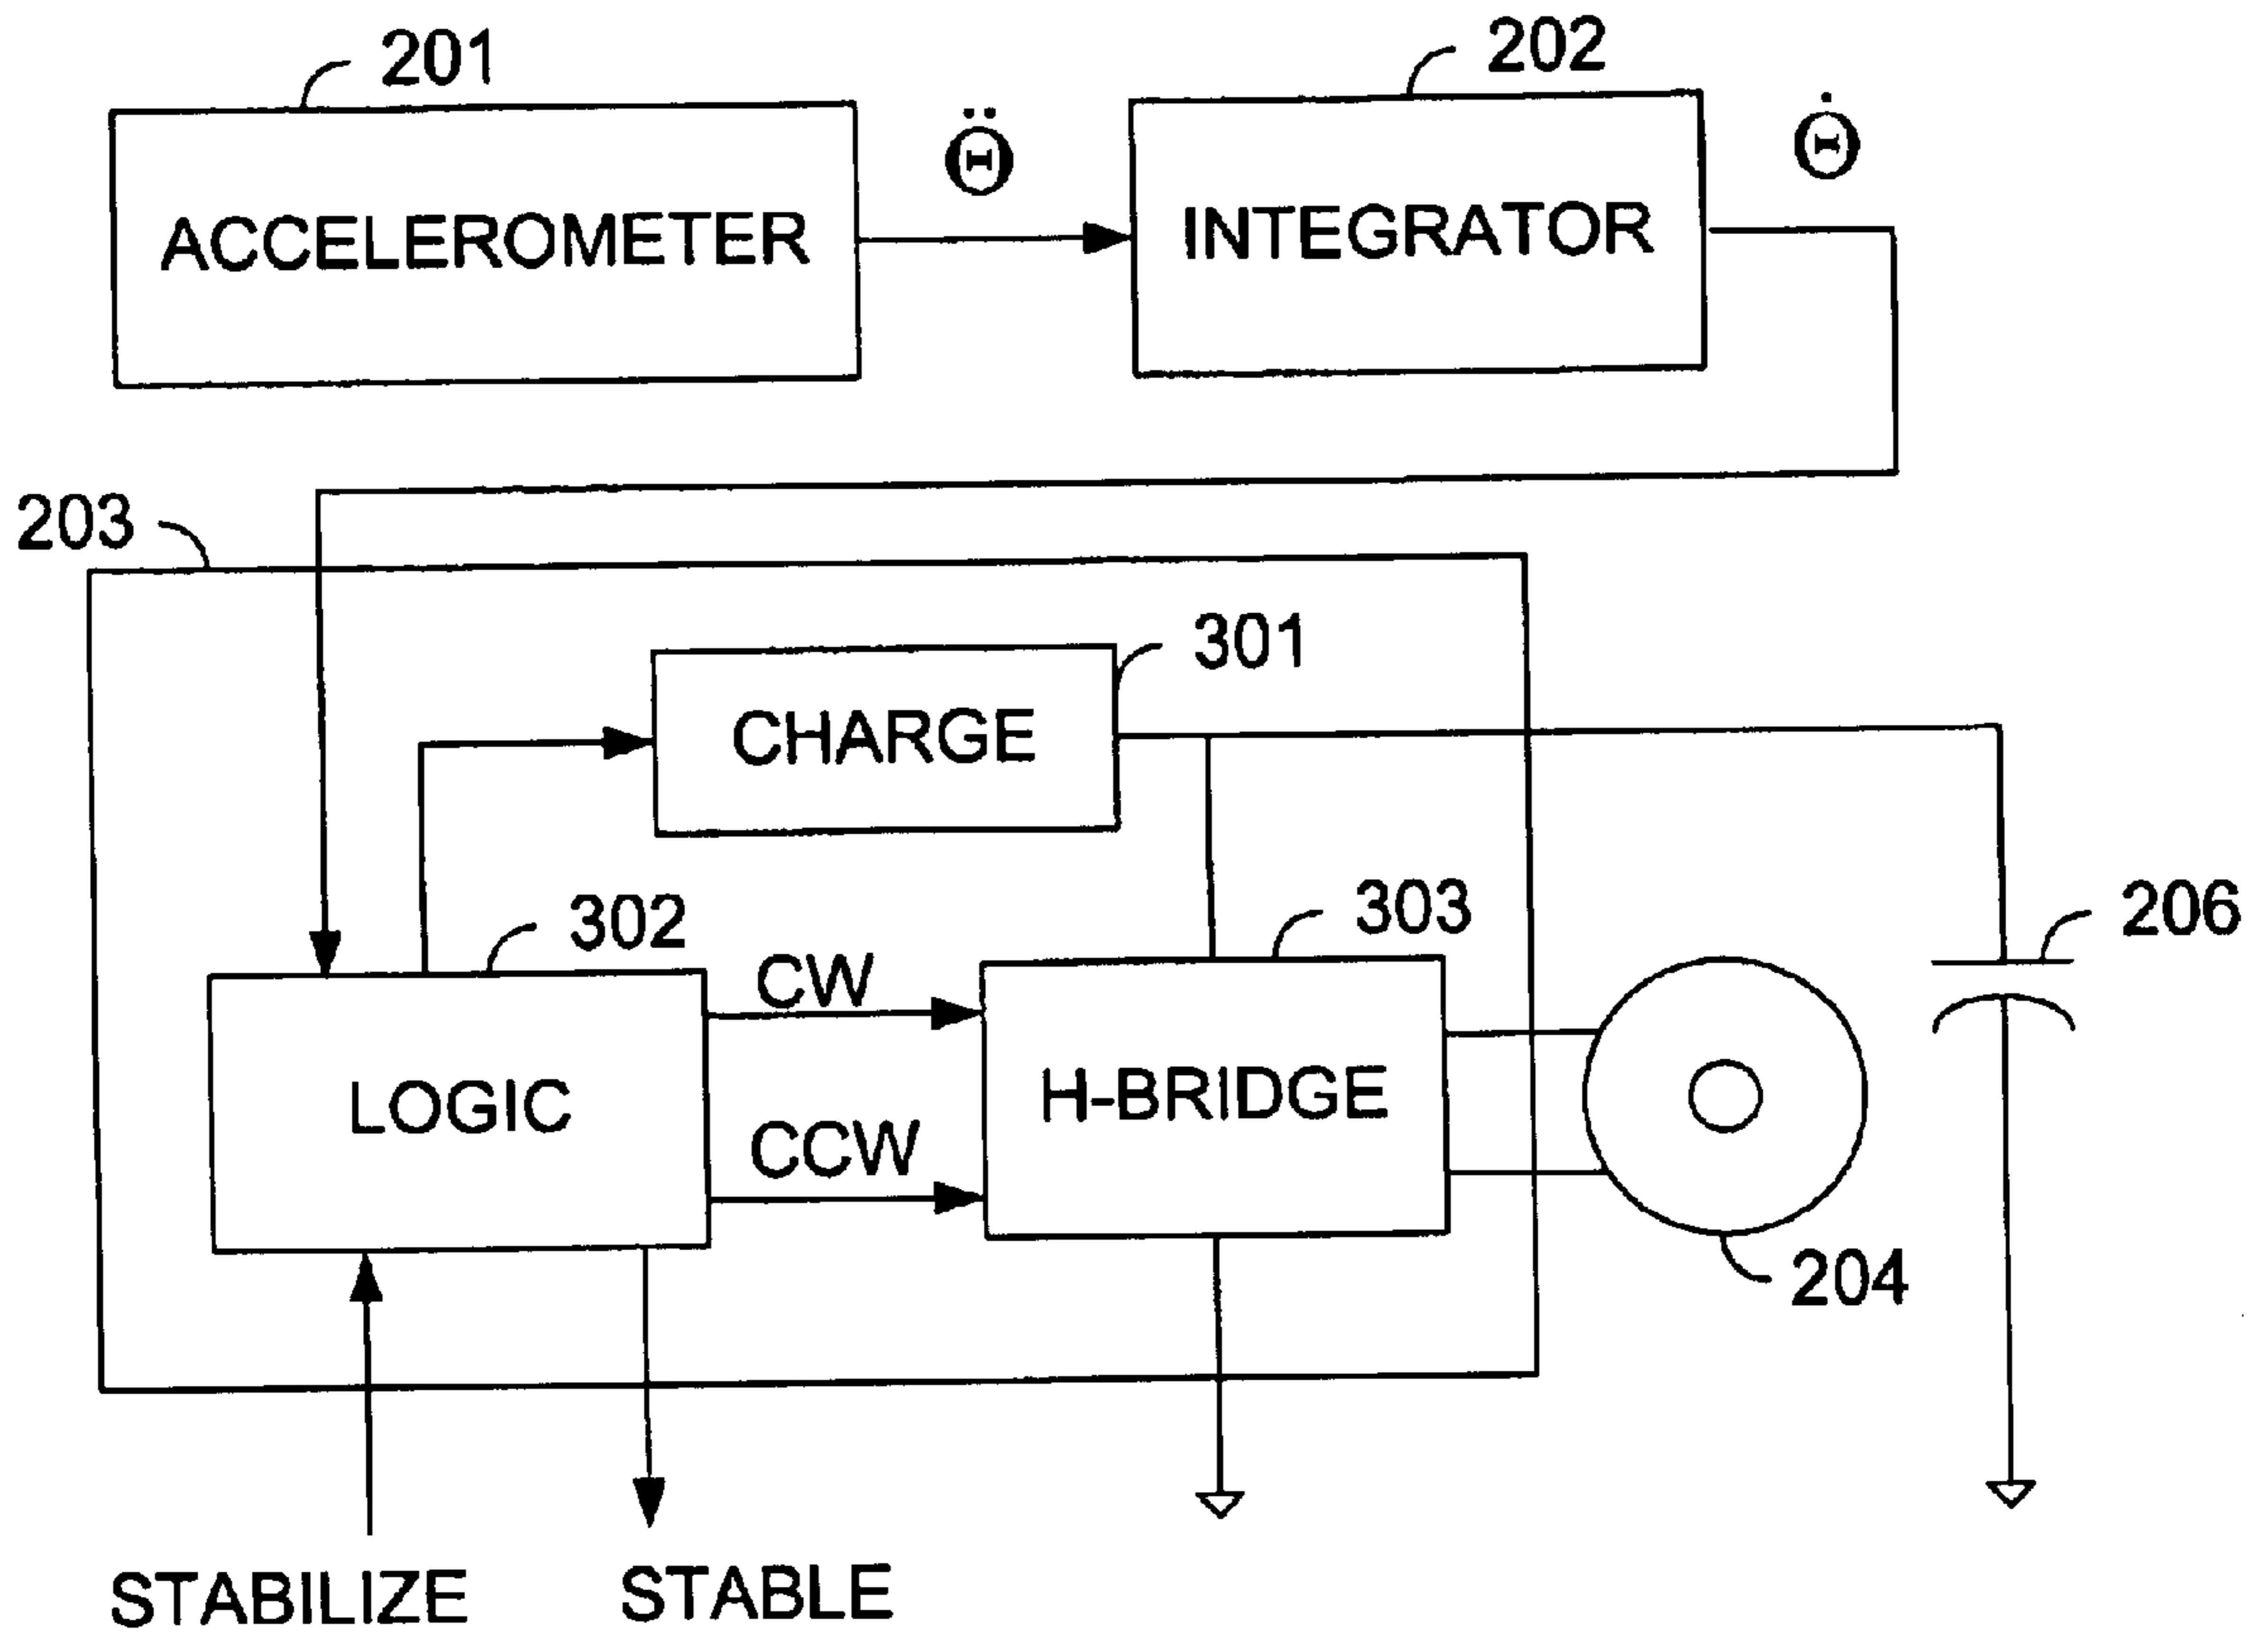 201
202
Θ̈
Θ̇
ACCELEROMETER
INTEGRATOR
203
301
CHARGE
302
303
206
CW
LOGIC
H-BRIDGE
CCW
204
STABILIZE
STABLE